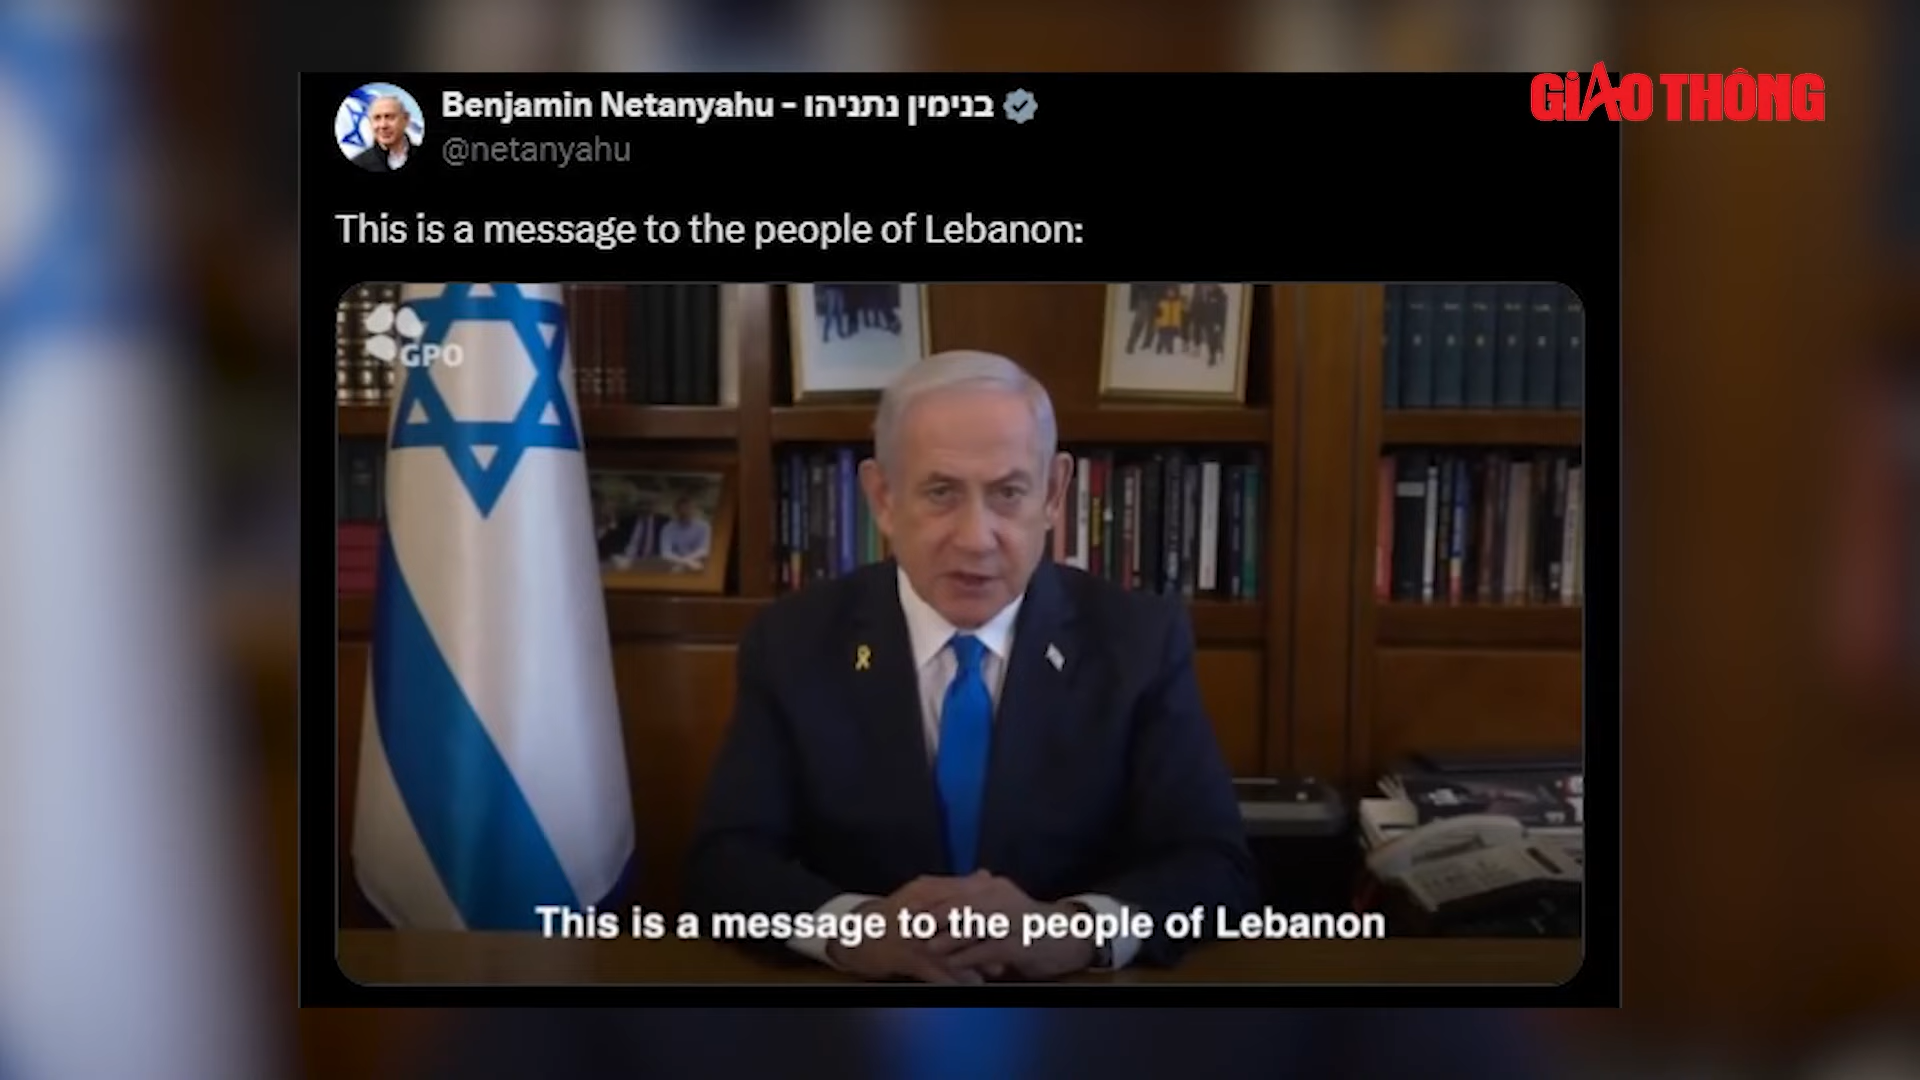 GIAO THÔNG
Benjamin Netanyahu - בנימין נתניהו
@netanyahu
This is a message to the people of Lebanon:
GPO
This is a message to the people of Lebanon